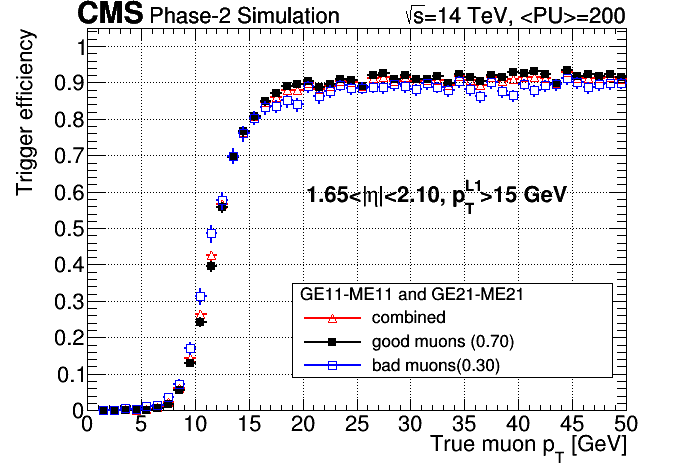 CMS Phase-2 Simulation √s=14 TeV, <PU>=200
Trigger efficiency
1
0.9
0.8
0.7
0.6
0.5
0.4
0.3
0.2
0.1
0
1.65<|η|<2.10, p_T^L1>15 GeV
GE11-ME11 and GE21-ME21
combined
good muons (0.70)
bad muons(0.30)
0 5 10 15 20 25 30 35 40 45 50
True muon p_T [GeV]